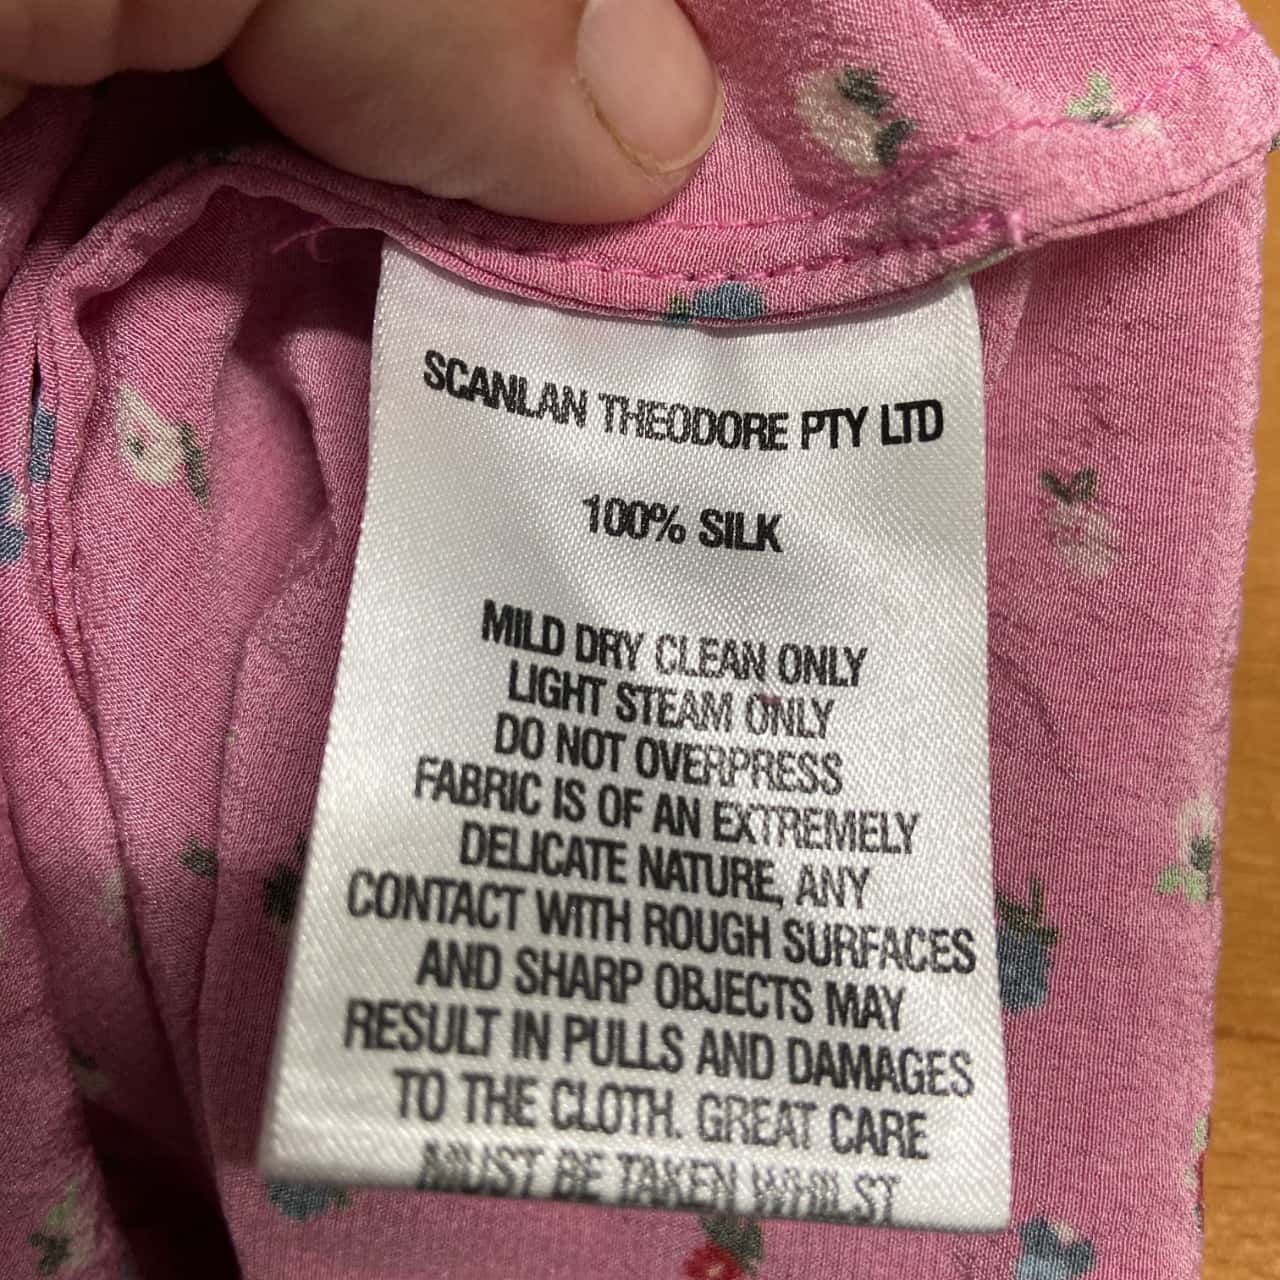 SCANLAN THEODORE PTY LTD
100% SILK
MILD DRY CLEAN ONLY
LIGHT STEAM ONLY
DO NOT OVERPRESS
FABRIC IS OF AN EXTREMELY
DELICATE NATURE, ANY
CONTACT WITH ROUGH SURFACES
AND SHARP OBJECTS MAY
RESULT IN PULLS AND DAMAGES
TO THE CLOTH. GREAT CARE
MUST BE TAKEN WHILST